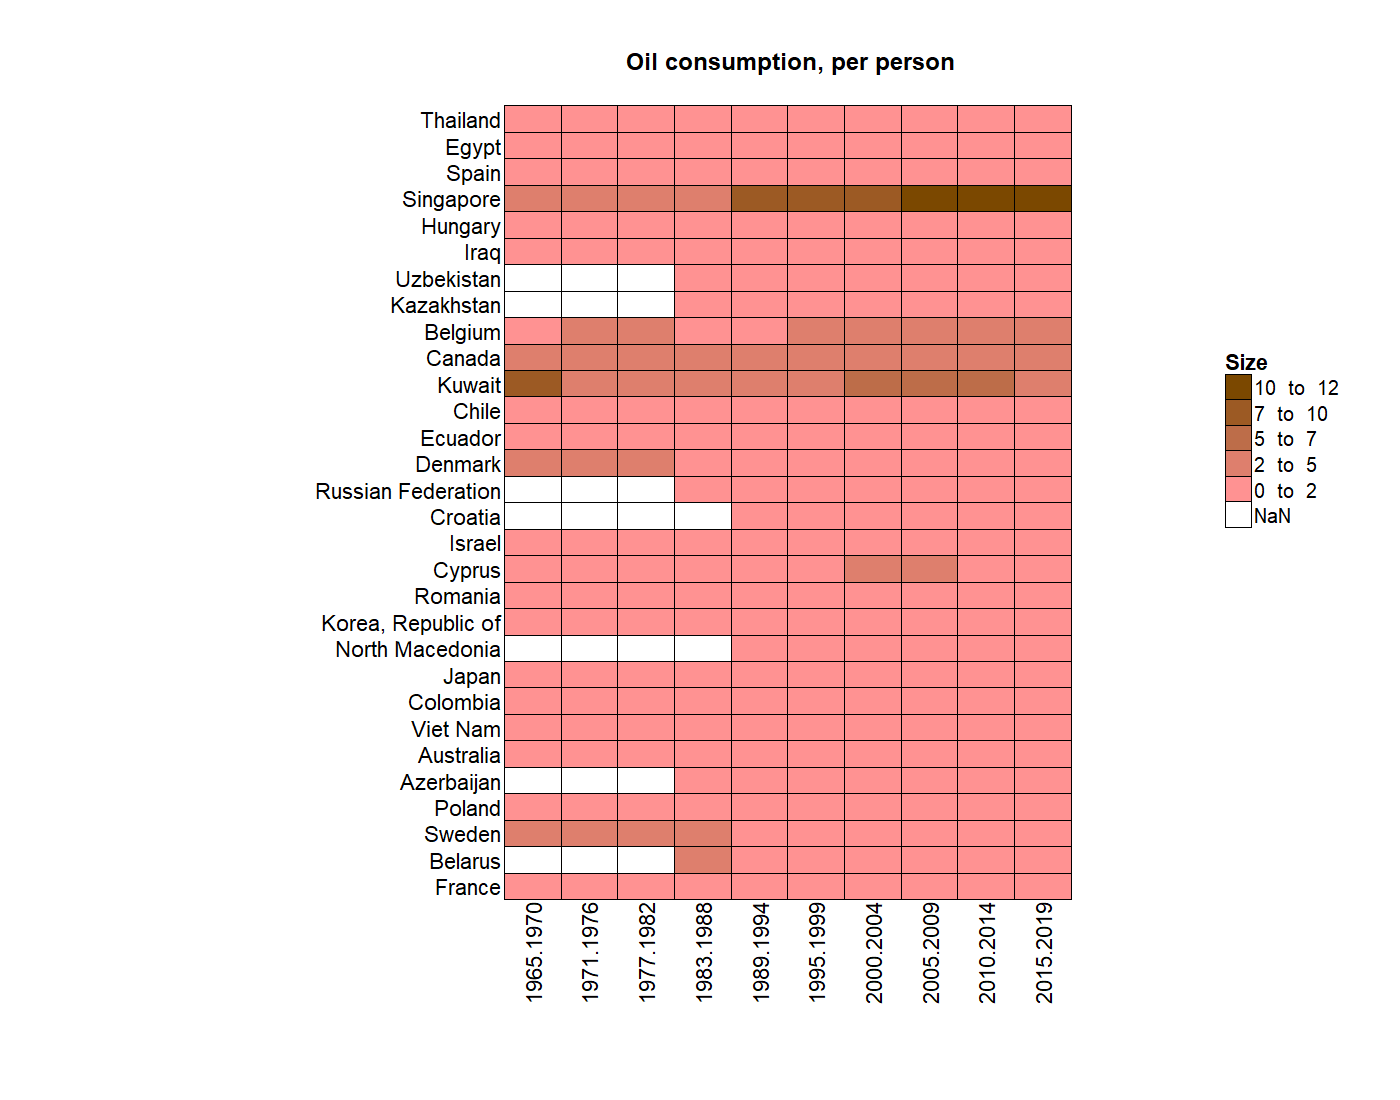 Oil consumption, per person
Thailand
Egypt
Spain
Singapore
Hungary
Iraq
Uzbekistan
Kazakhstan
Belgium
Canada
Kuwait
Chile
Ecuador
Denmark
Russian Federation
Croatia
Israel
Cyprus
Romania
Korea, Republic of
North Macedonia
Japan
Colombia
Viet Nam
Australia
Azerbaijan
Poland
Sweden
Belarus
France
1965.1970
1971.1976
1977.1982
1983.1988
1989.1994
1995.1999
2000.2004
2005.2009
2010.2014
2015.2019
Size
10 to 12
7 to 10
5 to 7
2 to 5
0 to 2
NaN